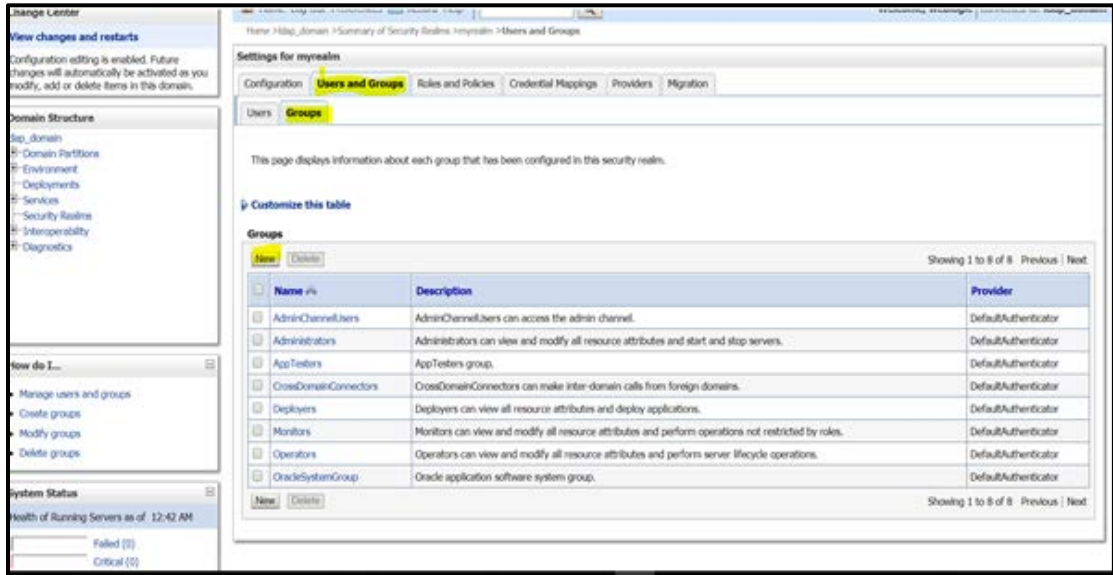 Change Center
View changes and restarts
Configuration editing is enabled. Future
changes will automatically be activated as you
modify, add or delete items in this domain.
Domain Structure
ldap_domain
Domain Partitions
Environment
Deployments
Services
Security Realms
Interoperability
Diagnostics
How do I...
Manage users and groups
Create groups
Modify groups
Delete groups
System Status
Health of Running Servers as of 12:42 AM
Failed (0)
Critical (0)
Home >ldap_domain >Summary of Security Realms >myrealm >Users and Groups
Settings for myrealm
Configuration Users and Groups Roles and Policies Credential Mappings Providers Migration
Users Groups
This page displays information about each group that has been configured in this security realm.
Customize this table
Groups
New Delete Showing 1 to 8 of 8 Previous | Next
Name Description Provider
AdminChannelUsers AdminChannelUsers can access the admin channel. DefaultAuthenticator
Administrators Administrators can view and modify all resource attributes and start and stop servers. DefaultAuthenticator
AppTesters AppTesters group. DefaultAuthenticator
CrossDomainConnectors CrossDomainConnectors can make inter-domain calls from foreign domains. DefaultAuthenticator
Deployers Deployers can view all resource attributes and deploy applications. DefaultAuthenticator
Monitors Monitors can view and modify all resource attributes and perform operations not restricted by roles. DefaultAuthenticator
Operators Operators can view and modify all resource attributes and perform server lifecycle operations. DefaultAuthenticator
OracleSystemGroup Oracle application software system group. DefaultAuthenticator
New Delete Showing 1 to 8 of 8 Previous | Next